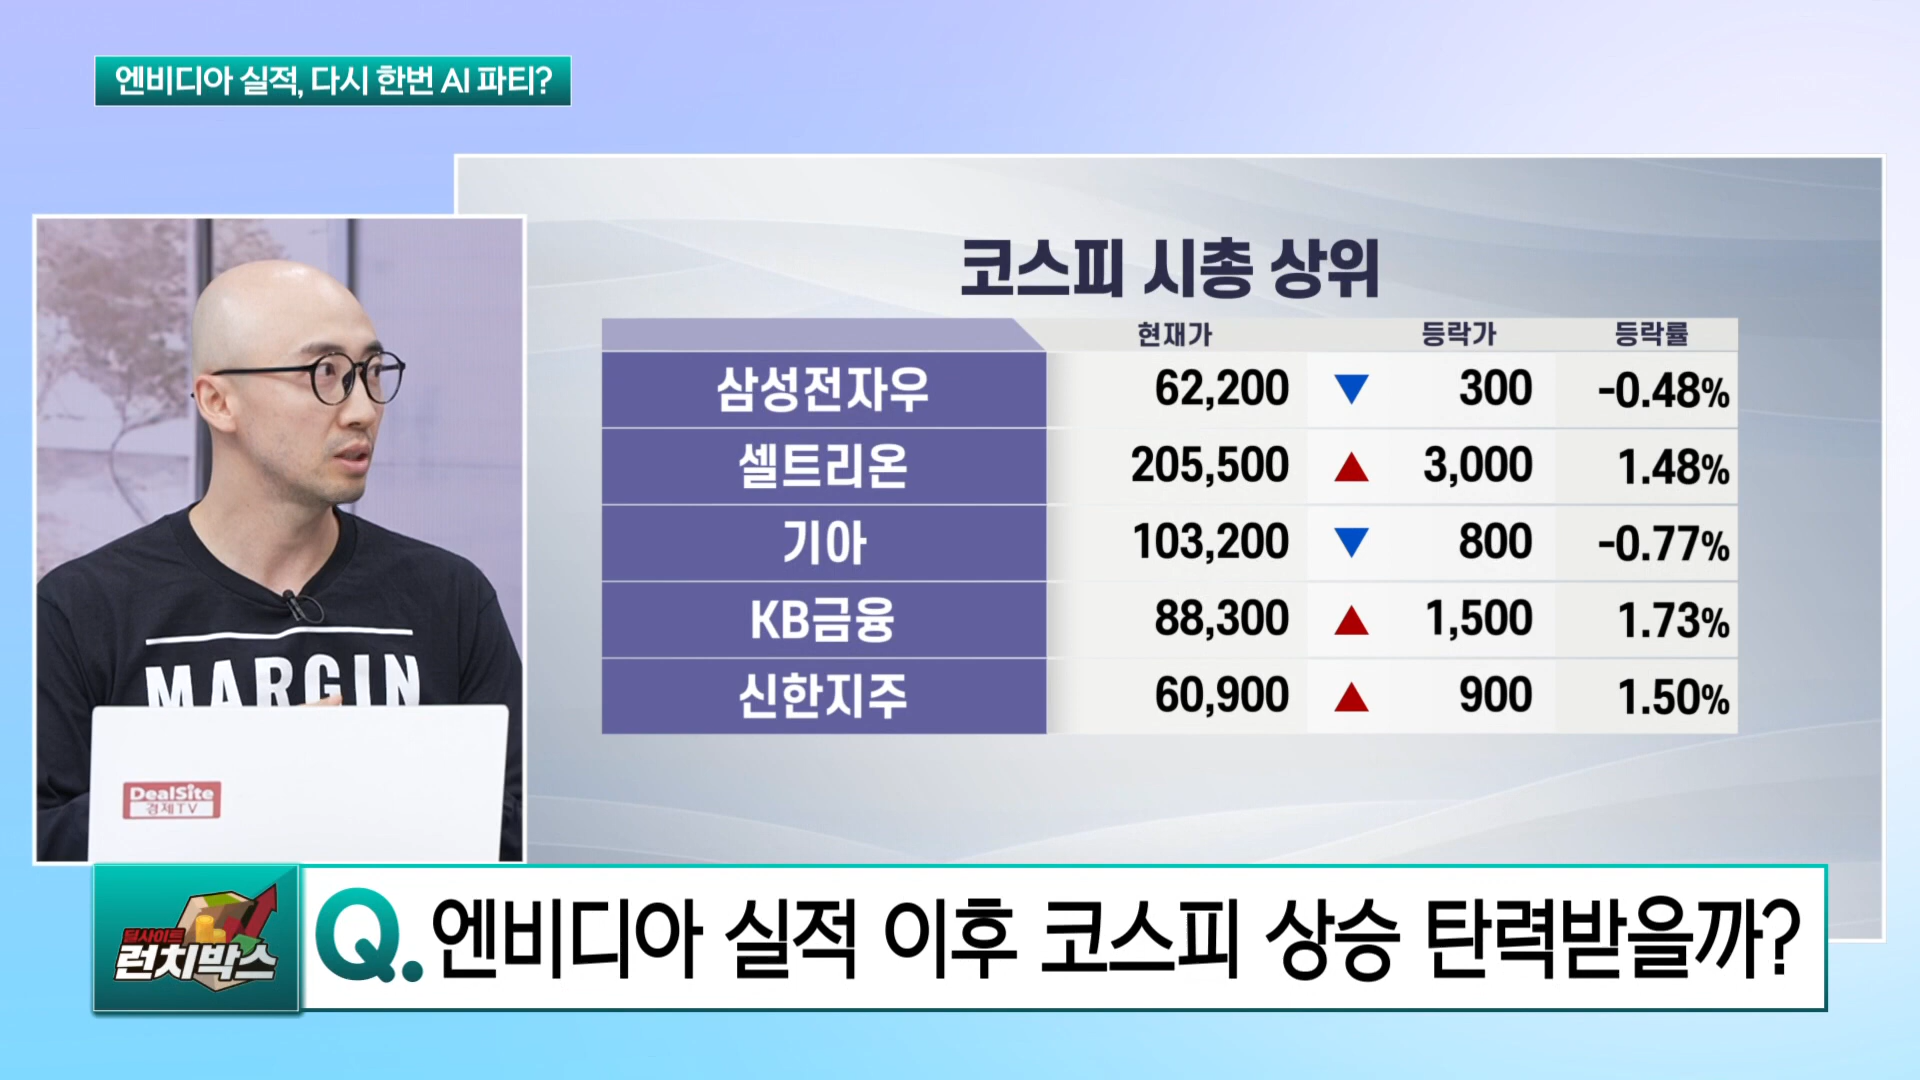 엔비디아 실적, 다시 한번 AI 파티?
코스피 시총 상위
현재가 등락가 등락률
삼성전자우 62,200 ▼ 300 -0.48%
셀트리온 205,500 ▲ 3,000 1.48%
기아 103,200 ▼ 800 -0.77%
KB금융 88,300 ▲ 1,500 1.73%
신한지주 60,900 ▲ 900 1.50%
MARGIN
DealSite
경제TV
딜사이트
런치박스
Q. 엔비디아 실적 이후 코스피 상승 탄력받을까?